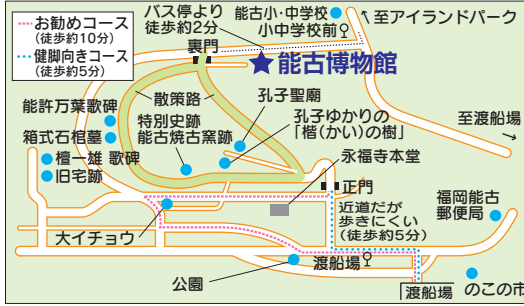 お勧めコース
(徒歩約10分)
健脚向きコース
(徒歩約5分)
バス停より
徒歩約2分
能古小・中学校
小中学校前
至アイランドパーク
裏門
能古博物館
能許万葉歌碑
散策路
孔子聖廟
特別史跡
能古焼古窯跡
孔子ゆかりの
「楷(かい)の樹」
箱式石棺墓
檀一雄 歌碑
旧宅跡
至渡船場
永福寺本堂
正門
近道だが
歩きにくい
(徒歩約5分)
福岡能古
郵便局
大イチョウ
公園
渡船場
渡船場
のこの市